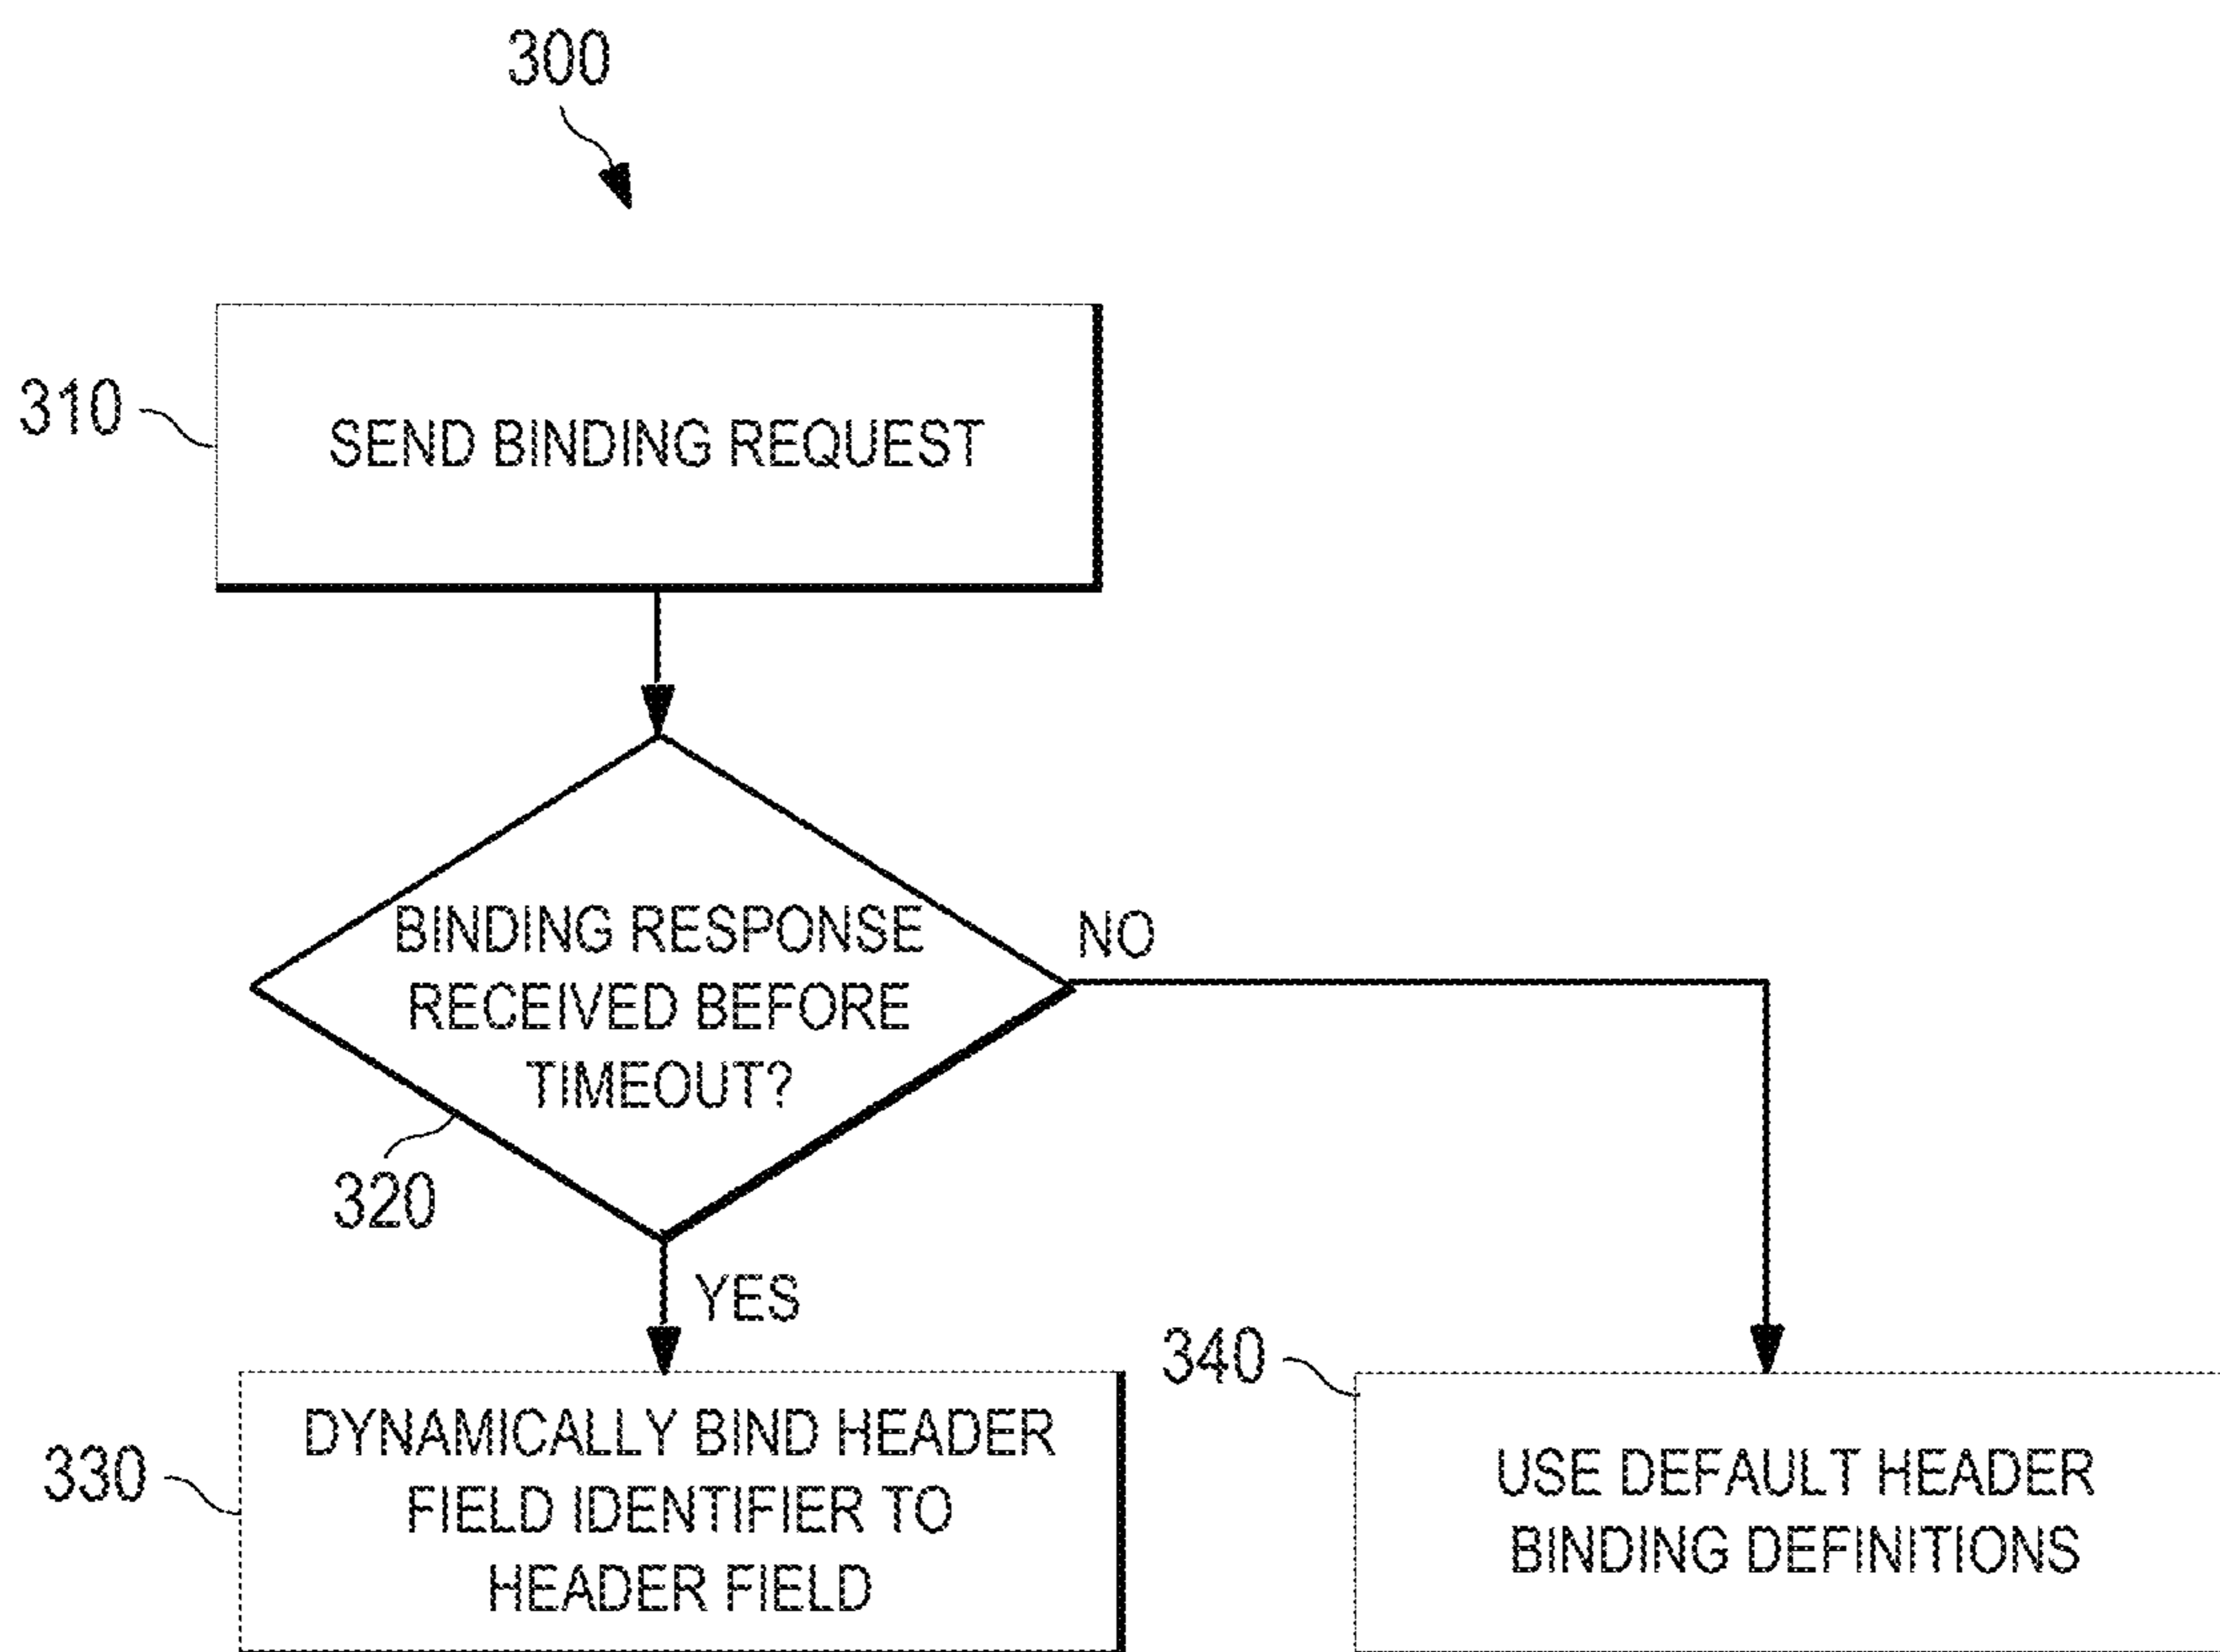 300
310
SEND BINDING REQUEST
BINDING RESPONSE
RECEIVED BEFORE
TIMEOUT?
NO
320
YES
330
DYNAMICALLY BIND HEADER
FIELD IDENTIFIER TO
HEADER FIELD
340
USE DEFAULT HEADER
BINDING DEFINITIONS